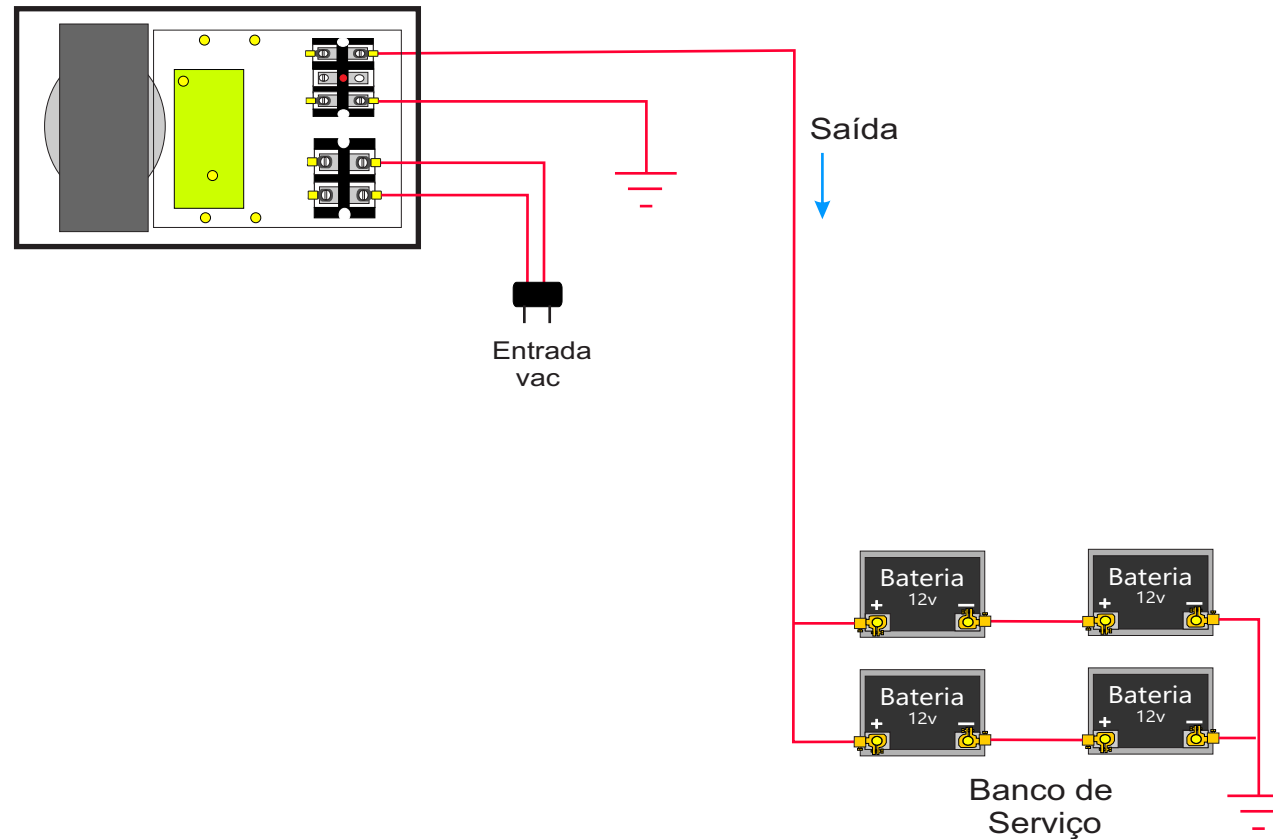 Saída
Entrada
vac
Bateria
12v
+ −
Bateria
12v
+ −
Bateria
12v
+ −
Bateria
12v
+ −
Banco de
Serviço